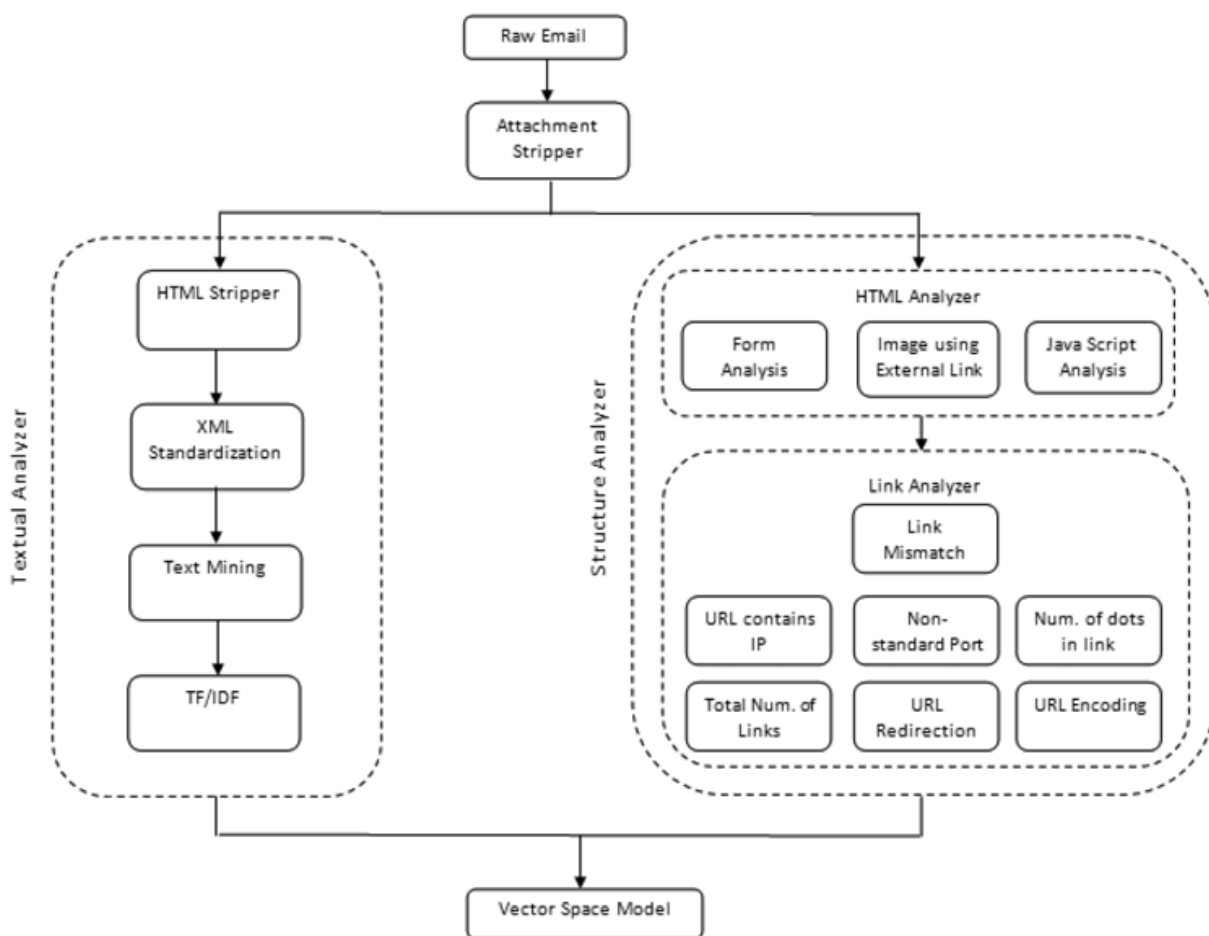 Raw Email
Attachment
Stripper
Textual Analyzer
HTML Stripper
XML
Standardization
Text Mining
TF/IDF
Structure Analyzer
HTML Analyzer
Form
Analysis
Image using
External Link
Java Script
Analysis
Link Analyzer
Link
Mismatch
URL contains
IP
Non-
standard Port
Num. of dots
in link
Total Num. of
Links
URL
Redirection
URL Encoding
Vector Space Model